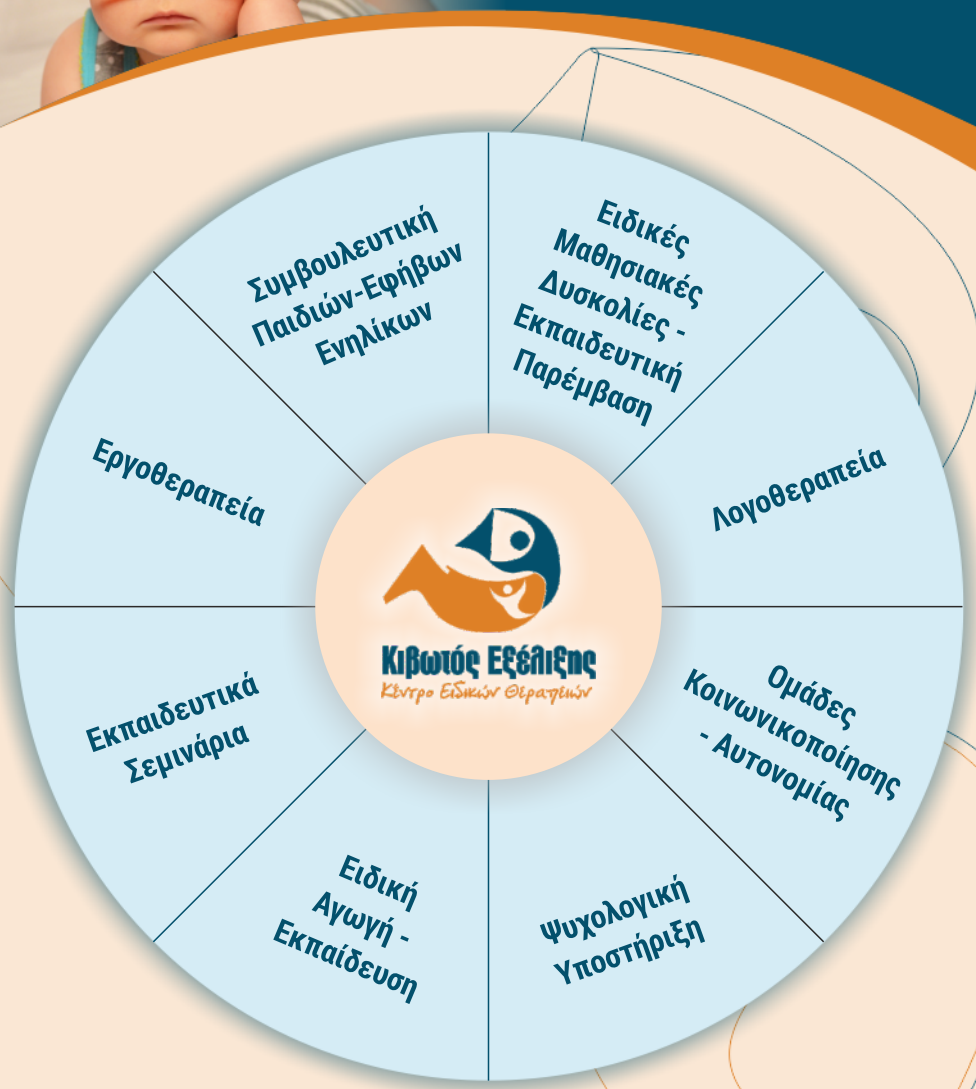 Ειδικές
Μαθησιακές
Δυσκολίες -
Εκπαιδευτική
Παρέμβαση
Λογοθεραπεία
Ομάδες
Κοινωνικοποίησης
- Αυτονομίας
Ψυχολογική
Υποστήριξη
Ειδική
Αγωγή -
Εκπαίδευση
Εκπαιδευτικά
Σεμινάρια
Εργοθεραπεία
Συμβουλευτική
Παιδιών-Εφήβων
Ενηλίκων
Κιβωτός Εξέλιξης
Κέντρο Ειδικών Θεραπειών